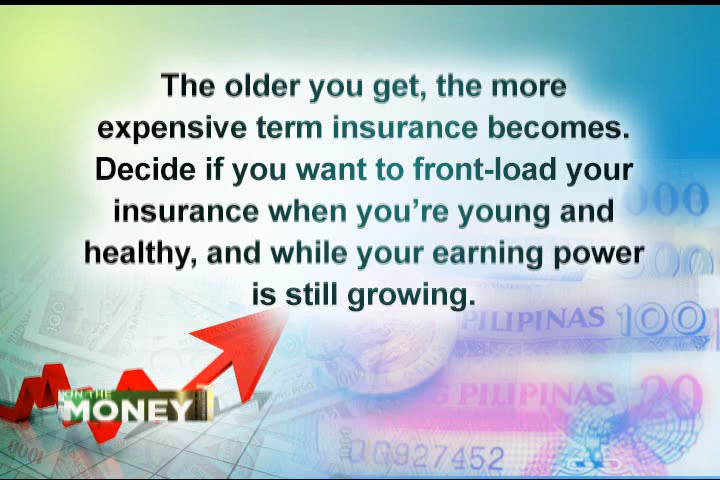 The older you get, the more
expensive term insurance becomes.
Decide if you want to front-load your
insurance when you’re young and
healthy, and while your earning power
is still growing.
000
PILIPINAS 100
PILIPINAS 20
QG927452
ON THE
MONEY